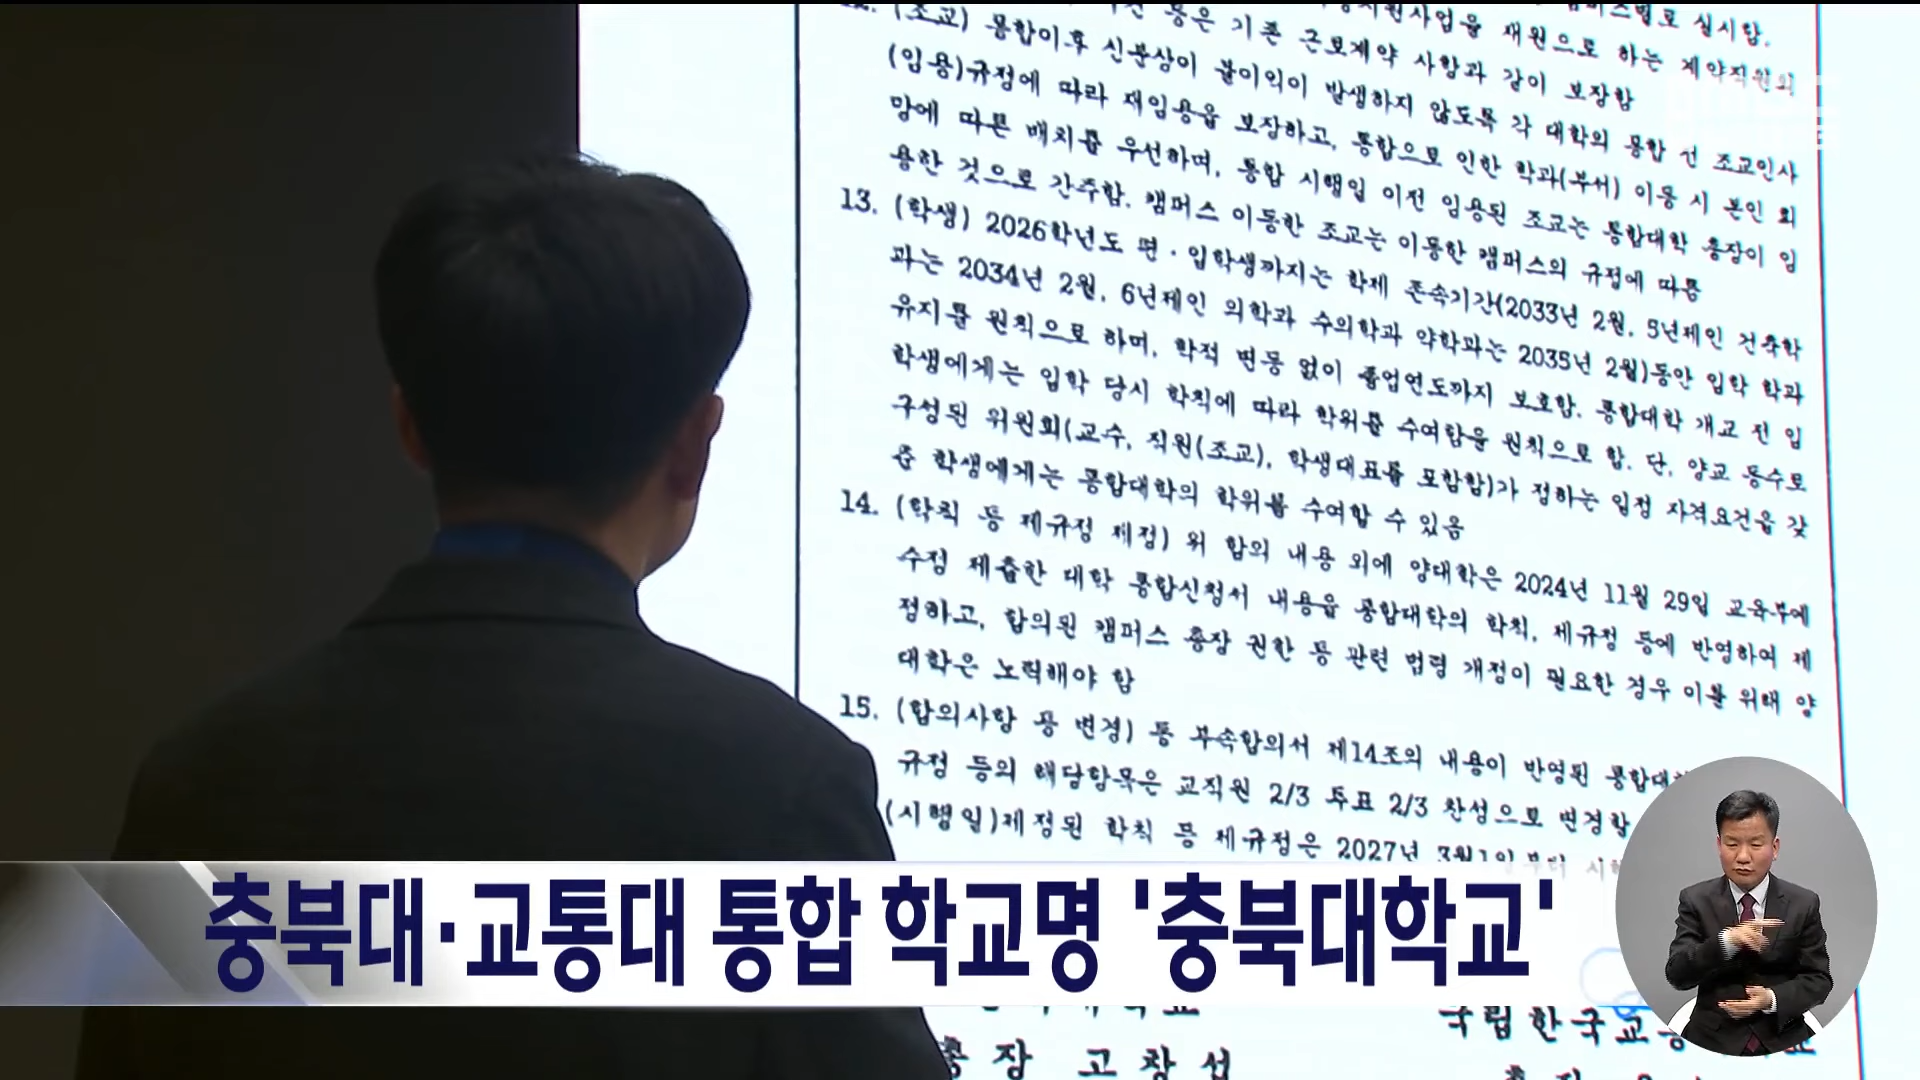 12. (조교) 통합이후 신분상이 불이익이 발생하지 않도록 각 대학의 통합 전 조교인사
(임용)규정에 따라 재임용을 보장하고, 통합으로 인한 학과(부서) 이동 시 본인 희
망에 따른 배치를 우선하며, 통합 시행일 이전 임용된 조교는 통합대학 총장이 임
용한 것으로 간주함. 캠퍼스 이동한 조교는 이동한 캠퍼스의 규정에 따름
13. (학생) 2026학년도 편·입학생까지는 학제 존속기간(2033년 2월, 5년제인 건축학
과는 2034년 2월, 6년제인 의학과 수의학과 약학과는 2035년 2월)동안 입학 학과
유지를 원칙으로 하며, 학적 변동 없이 졸업연도까지 보호함. 통합대학 개교 전 입
학생에게는 입학 당시 학칙에 따라 학위를 수여함을 원칙으로 함. 단, 양교 동수로
구성된 위원회(교수, 직원(조교), 학생대표를 포함함)가 정하는 일정 자격요건을 갖
춘 학생에게는 통합대학의 학위를 수여할 수 있음
14. (학칙 등 제규정 제정) 위 합의 내용 외에 양대학은 2024년 11월 29일 교육부에
수정 제출한 대학 통합신청서 내용을 통합대학의 학칙, 제규정 등에 반영하여 제
정하고, 합의된 캠퍼스 총장 권한 등 관련 법령 개정이 필요한 경우 이를 위해 양
대학은 노력해야 함
15. (합의사항 등 변경) 동 부속합의서 제14조의 내용이 반영된 통합대
규정 등의 해당항목은 교직원 2/3 투표 2/3 찬성으로 변경함
(시행일)제정된 학칙 등 제규정은 2027년 3월1일부터 시
충북대·교통대 통합 학교명 '충북대학교'
국립한국교
총 장 고 창 섭